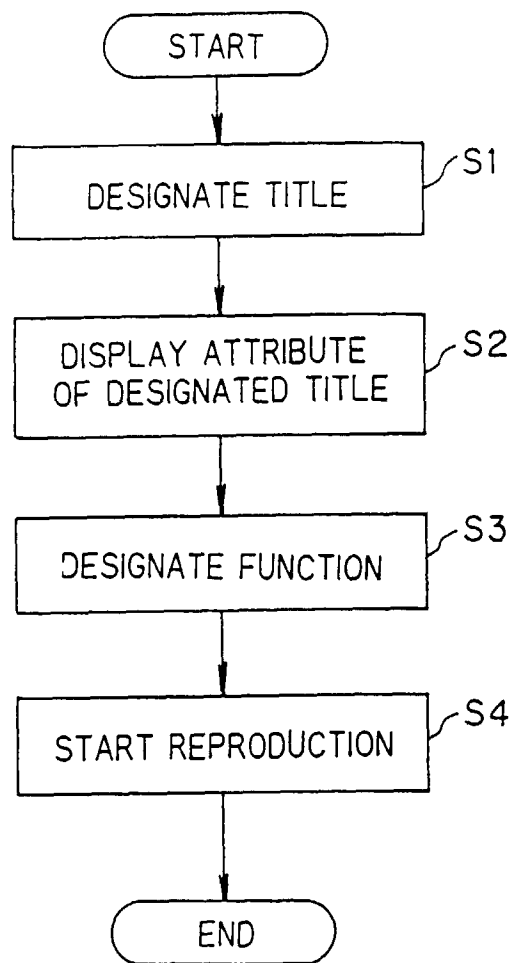 START
DESIGNATE TITLE
S1
DISPLAY ATTRIBUTE
OF DESIGNATED TITLE
S2
DESIGNATE FUNCTION
S3
START REPRODUCTION
S4
END